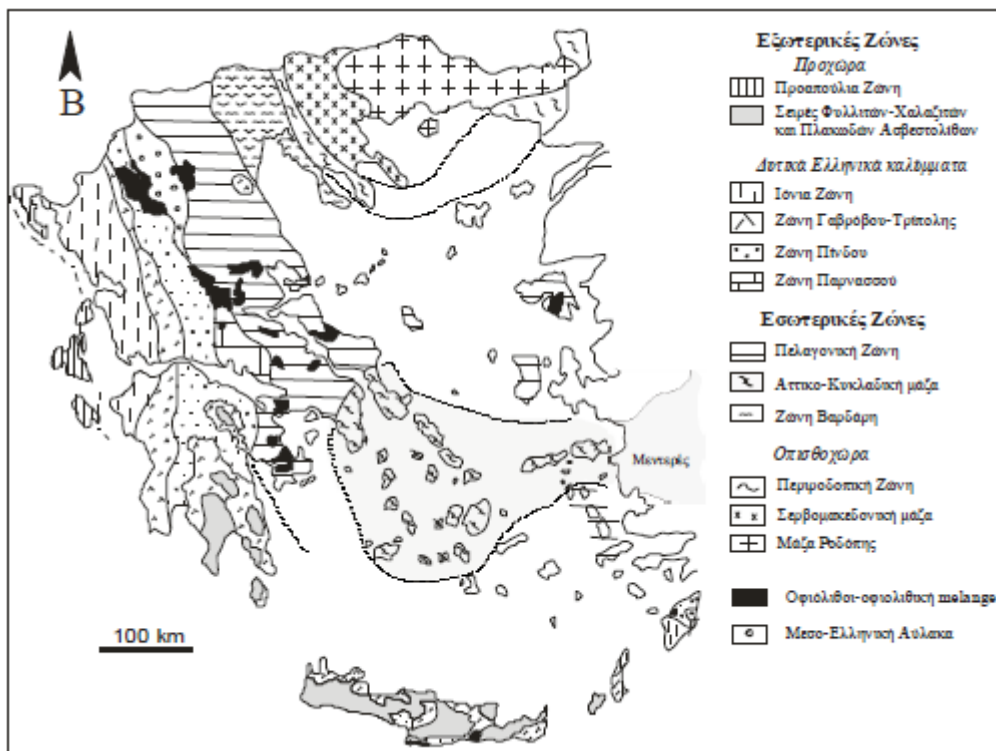 Β
100 km
Μεντερές
Εξωτερικές Ζώνες
Προχώρα
Προαπούλια Ζώνη
Σειρές Φυλλιτών-Χαλαζιτών
και Πλακωδών Ασβεστολίθων
Δυτικά Ελληνικά καλύμματα
Ιόνια Ζώνη
Ζώνη Γαβρόβου-Τρίπολης
Ζώνη Πίνδου
Ζώνη Παρνασσού
Εσωτερικές Ζώνες
Πελαγονική Ζώνη
Αττικο-Κυκλαδική μάζα
Ζώνη Βαρδάρη
Οπισθοχώρα
Περιροδοπική Ζώνη
Σερβομακεδονική μάζα
Μάζα Ροδόπης
Οφιόλιθοι-οφιολιθική melange
Μεσο-Ελληνική Αύλακα